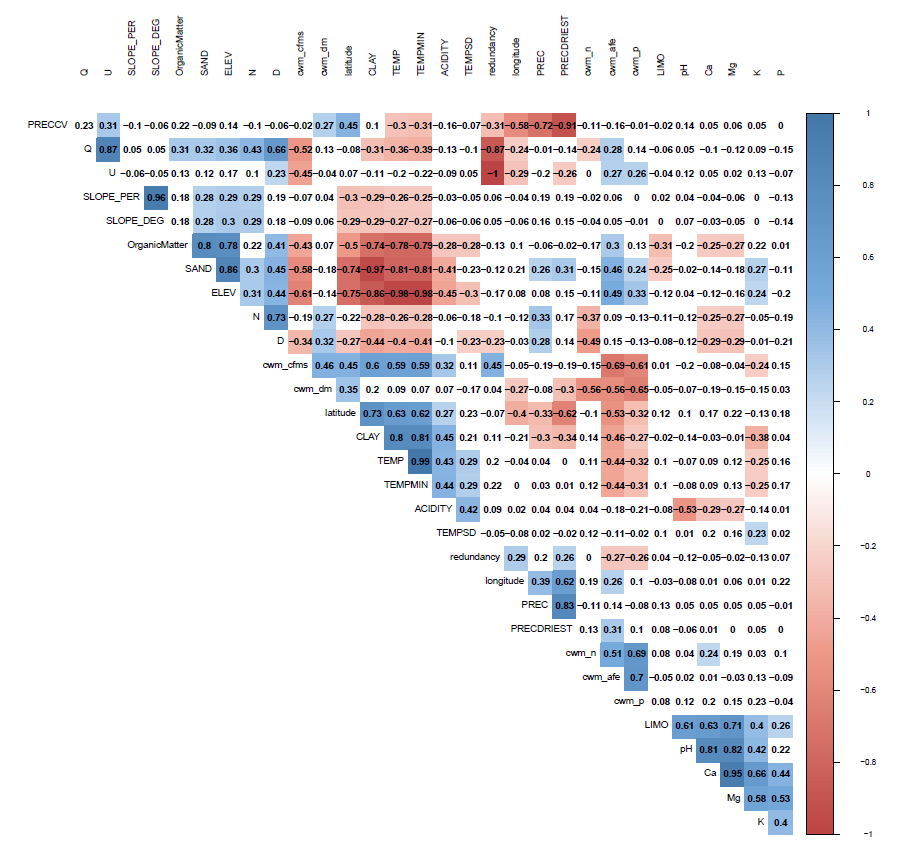 Q U SLOPE_PER SLOPE_DEG OrganicMatter SAND ELEV N D cwm_cfms cwm_dm latitude CLAY TEMP TEMPMIN ACIDITY TEMPSD redundancy longitude PREC PRECDRIEST cwm_n cwm_afe cwm_p LIMO pH Ca Mg K P
PRECCV 0.23 0.31 −0.1 −0.06 0.22 −0.09 0.14 −0.1 −0.06 −0.02 0.27 0.45 0.1 −0.3 −0.31 −0.16 −0.07 −0.31 −0.58 −0.72 −0.91 −0.11 −0.16 −0.01 −0.02 0.14 0.05 0.06 0.05 0
Q 0.87 0.05 0.05 0.31 0.32 0.36 0.43 0.66 −0.52 0.13 −0.08 −0.31 −0.36 −0.39 −0.13 −0.1 −0.87 −0.24 −0.01 −0.14 −0.24 0.28 0.14 −0.06 −0.1 −0.12 0.09 −0.15
U −0.06 −0.05 0.13 0.12 0.17 0.1 0.23 −0.45 −0.04 0.07 −0.11 −0.2 −0.22 −0.09 0.05 −1 −0.29 −0.2 −0.26 0 0.27 0.26 −0.04 0.12 0.05 0.02 0.13 −0.07
SLOPE_PER 0.96 0.18 0.28 0.29 0.29 0.19 −0.07 0.04 −0.3 −0.29 −0.26 −0.25 −0.03 −0.05 0.06 −0.04 0.19 0.19 −0.02 0.06 0 0.02 0.04 −0.04 −0.06 0 −0.13
SLOPE_DEG 0.18 0.28 0.3 0.29 0.18 −0.09 0.06 −0.29 −0.29 −0.27 −0.27 −0.06 −0.06 0.05 −0.06 0.16 0.15 −0.04 0.05 −0.01 0 0.04 −0.07 −0.05 0 −0.14
OrganicMatter 0.8 0.78 0.22 0.41 −0.43 0.07 −0.5 −0.74 −0.78 −0.79 −0.28 −0.28 −0.13 0.1 −0.06 −0.02 −0.17 0.3 0.13 −0.31 −0.2 −0.25 −0.27 0.22 0.01
SAND 0.86 0.3 0.45 −0.58 −0.18 −0.74 −0.97 −0.81 −0.81 −0.41 −0.23 −0.12 0.21 0.26 0.31 −0.15 0.46 0.24 −0.25 −0.02 −0.14 −0.18 0.27 −0.11
ELEV 0.31 0.44 −0.61 −0.14 −0.75 −0.86 −0.98 −0.98 −0.45 −0.3 −0.17 0.08 0.08 0.15 −0.11 0.49 0.33 −0.12 0.04 −0.12 −0.16 0.24 −0.2
N 0.73 −0.19 0.27 −0.22 −0.28 −0.26 −0.28 −0.06 −0.18 −0.1 −0.12 0.33 0.17 −0.37 0.09 −0.13 −0.11 −0.12 −0.25 −0.27 −0.05 −0.19
D −0.34 0.32 −0.27 −0.44 −0.4 −0.41 −0.1 −0.23 −0.23 −0.03 0.28 0.14 −0.49 0.15 −0.13 −0.08 −0.12 −0.29 −0.29 −0.01 −0.21
cwm_cfms 0.46 0.45 0.6 0.59 0.59 0.32 0.11 0.45 −0.05 −0.19 −0.19 −0.15 −0.69 −0.61 0.01 −0.2 −0.08 −0.04 −0.24 0.15
cwm_dm 0.35 0.2 0.09 0.07 0.07 −0.17 0.04 −0.27 −0.17 −0.3 −0.56 −0.56 −0.65 −0.05 −0.07 −0.19 −0.15 −0.15 0.03
latitude 0.73 0.63 0.62 0.27 0.23 −0.07 −0.4 −0.33 −0.62 −0.1 −0.53 −0.32 0.12 0.1 0.17 0.22 −0.13 0.18
CLAY 0.8 0.81 0.45 0.21 0.11 −0.21 −0.3 −0.34 0.14 −0.46 −0.27 −0.02 −0.14 −0.03 −0.01 −0.38 0.04
TEMP 0.99 0.43 0.29 0.2 −0.04 0.04 0 0.11 −0.44 −0.32 0.1 −0.07 0.09 0.12 −0.25 0.16
TEMPMIN 0.44 0.29 0.22 0 0.03 0.01 0.12 −0.44 −0.31 0.1 −0.08 0.09 0.13 −0.25 0.17
ACIDITY 0.42 0.09 0.02 0.04 0.04 0.04 −0.18 −0.21 −0.08 −0.53 −0.29 −0.27 −0.14 0.01
TEMPSD −0.05 −0.08 0.02 −0.02 0.12 −0.11 −0.02 0.1 0.01 0.2 0.16 0.23 0.02
redundancy 0.29 0.2 0.26 0 −0.27 −0.26 0.04 −0.12 −0.05 −0.02 −0.13 0.07
longitude 0.39 0.62 0.19 0.26 0.1 −0.03 −0.08 0.01 0.06 0.01 0.22
PREC 0.83 −0.11 0.14 −0.08 0.13 0.05 0.05 0.05 0.05 −0.01
PRECDRIEST 0.13 0.31 0.1 0.08 −0.06 0.01 0 0.05 0
cwm_n 0.51 0.69 0.08 0.04 0.24 0.19 0.03 0.1
cwm_afe 0.7 −0.05 0.02 0.01 −0.03 0.13 −0.09
cwm_p 0.08 0.12 0.2 0.15 0.23 −0.04
LIMO 0.61 0.63 0.71 0.4 0.26
pH 0.81 0.82 0.42 0.22
Ca 0.95 0.66 0.44
Mg 0.58 0.53
K 0.4
1
0.8
0.6
0.4
0.2
0
−0.2
−0.4
−0.6
−0.8
−1